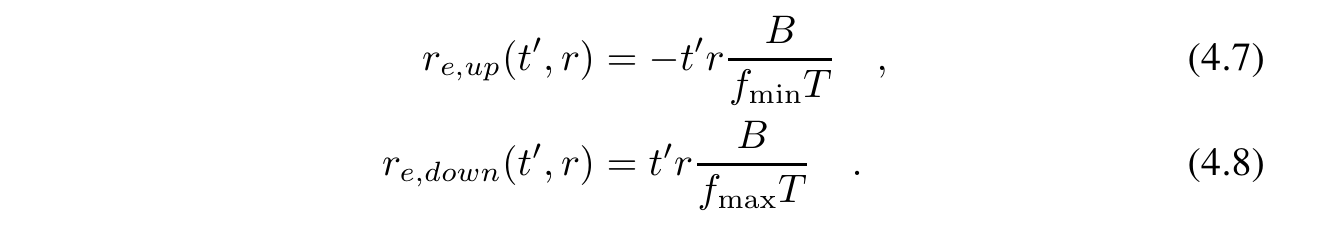 r_{e,up}(t′, r) = −t′r \frac{B}{f_{min}T} , (4.7)
r_{e,down}(t′, r) = t′r \frac{B}{f_{max}T} . (4.8)